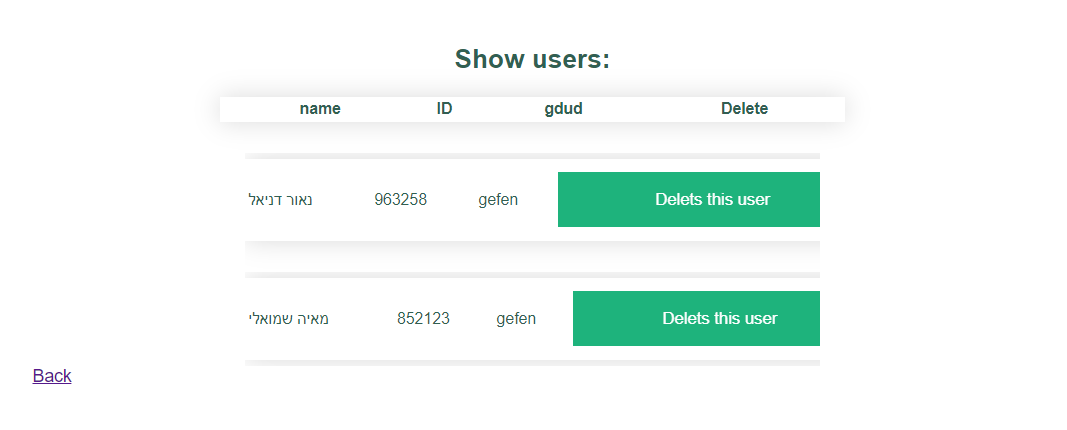 Show users:
name ID gdud Delete
נאור דניאל 963258 gefen Delets this user
מאיה שמואלי 852123 gefen Delets this user
Back